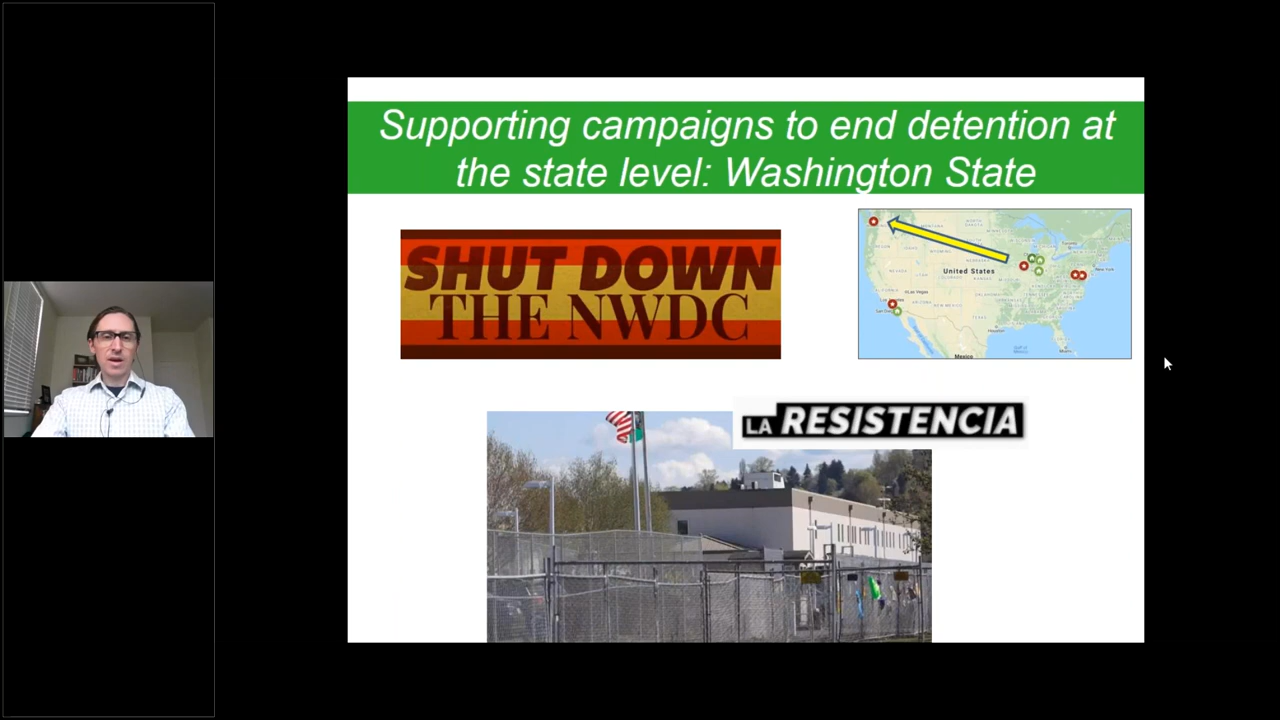 Supporting campaigns to end detention at
the state level: Washington State
SHUT DOWN
THE NWDC
United States
Mexico
LA RESISTENCIA